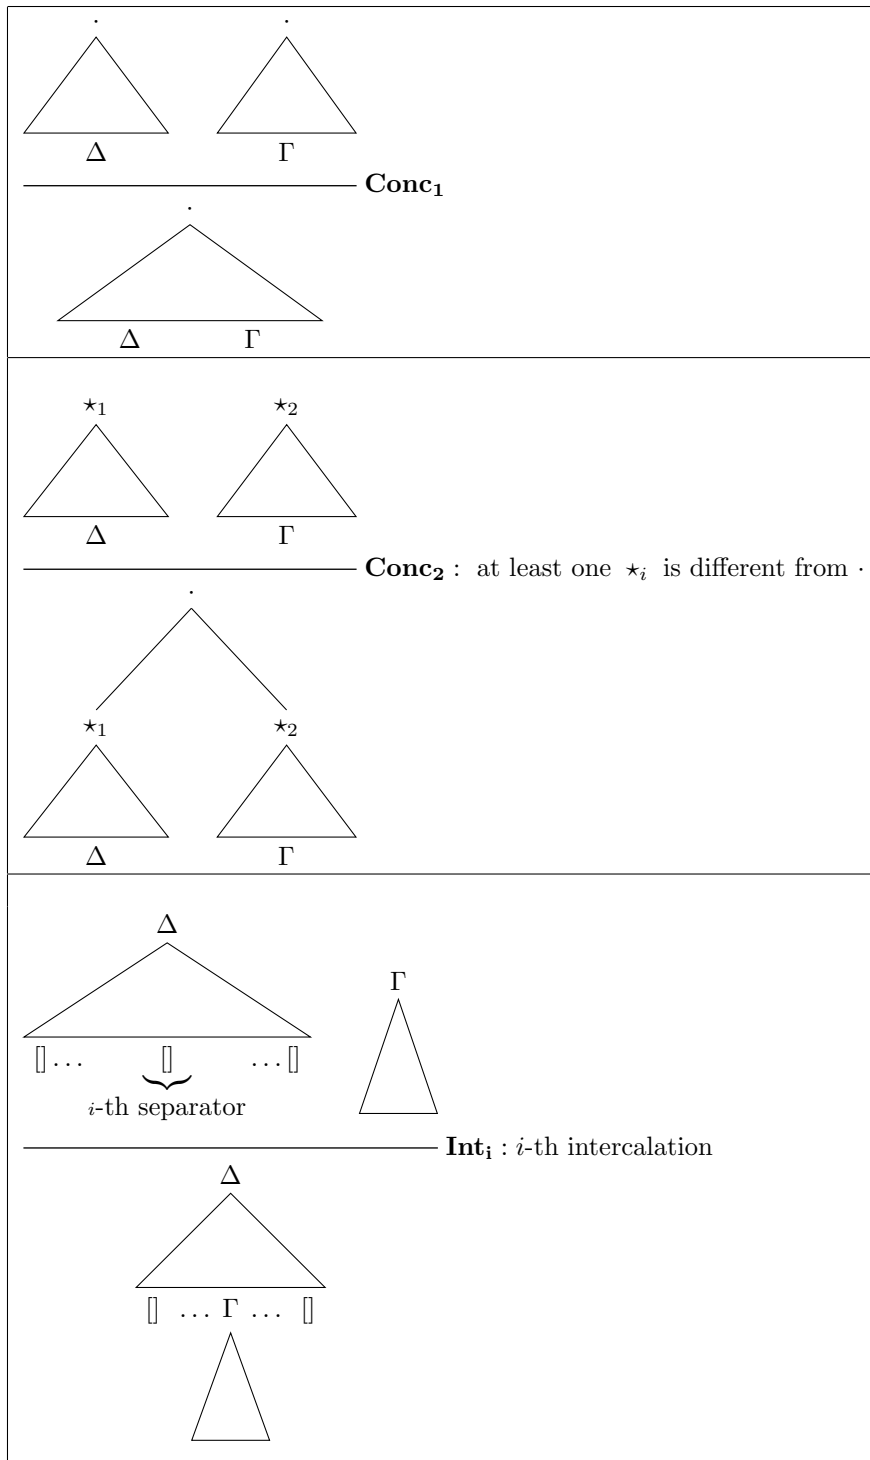 · ·
Δ Γ
Conc₁
·
Δ Γ
⋆₁ ⋆₂
Δ Γ
Conc₂ : at least one ⋆ᵢ is different from ·
·
⋆₁ ⋆₂
Δ Γ
Δ
Γ
[] … [] … []
i-th separator
Intᵢ : i-th intercalation
Δ
[] … Γ … []